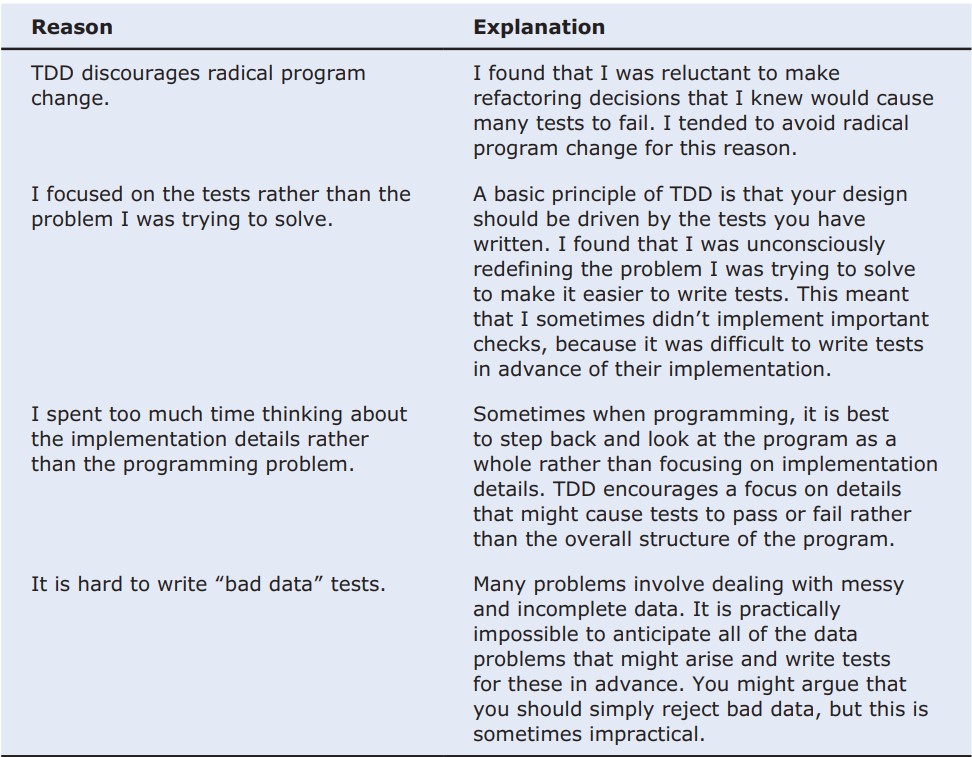 Reason
Explanation
TDD discourages radical program
change.
I found that I was reluctant to make
refactoring decisions that I knew would cause
many tests to fail. I tended to avoid radical
program change for this reason.
I focused on the tests rather than the
problem I was trying to solve.
A basic principle of TDD is that your design
should be driven by the tests you have
written. I found that I was unconsciously
redefining the problem I was trying to solve
to make it easier to write tests. This meant
that I sometimes didn’t implement important
checks, because it was difficult to write tests
in advance of their implementation.
I spent too much time thinking about
the implementation details rather
than the programming problem.
Sometimes when programming, it is best
to step back and look at the program as a
whole rather than focusing on implementation
details. TDD encourages a focus on details
that might cause tests to pass or fail rather
than the overall structure of the program.
It is hard to write “bad data” tests.
Many problems involve dealing with messy
and incomplete data. It is practically
impossible to anticipate all of the data
problems that might arise and write tests
for these in advance. You might argue that
you should simply reject bad data, but this is
sometimes impractical.